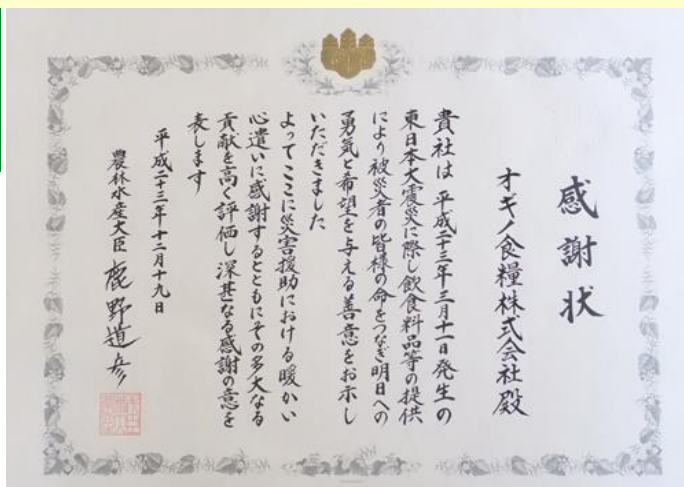 感謝状
オギノ食糧株式会社殿
貴社は 平成二十三年三月十一日発生の
東日本大震災に際し飲食料品等の提供
により被災者の皆様の命をつなぎ明日への
勇気と希望を与える善意をお示し
いただきました
よってここに災害援助における暖かい
心遣いに感謝するとともにその多大なる
貢献を高く評価し深甚なる感謝の意を
表します
平成二十三年十二月十九日
農林水産大臣 鹿野道彦